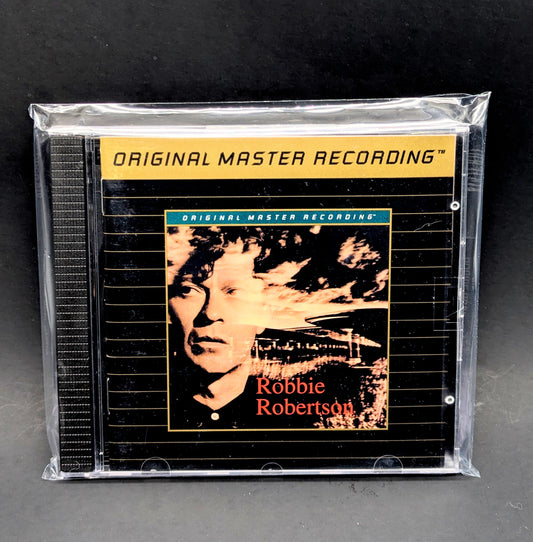 ORIGINAL MASTER RECORDING™
ORIGINAL MASTER RECORDING™
Robbie
Robertson